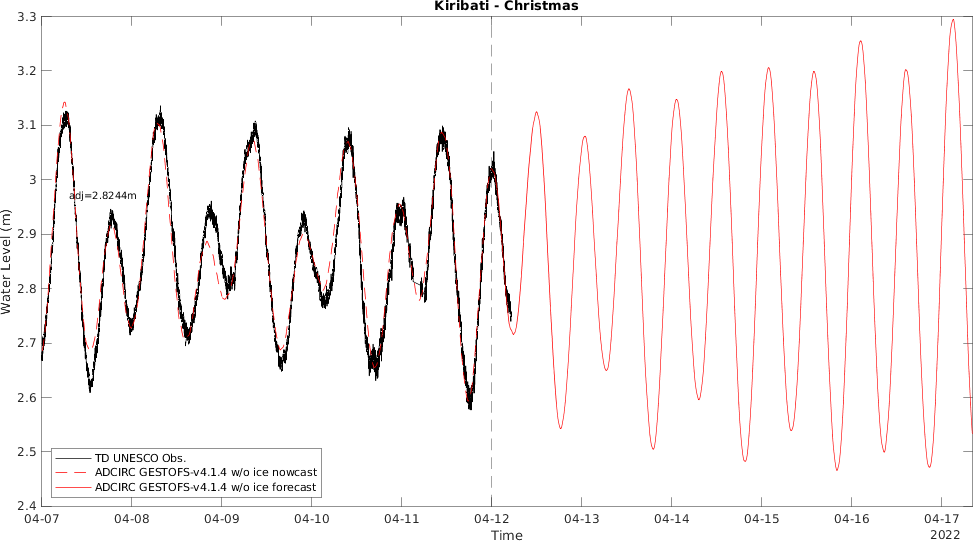 Kiribati - Christmas
3.3
3.2
3.1
3
2.9
2.8
2.7
2.6
2.5
2.4
Water Level (m)
adj=2.8244m
TD UNESCO Obs.
ADCIRC GESTOFS-v4.1.4 w/o ice nowcast
ADCIRC GESTOFS-v4.1.4 w/o ice forecast
04-07 04-08 04-09 04-10 04-11 04-12 04-13 04-14 04-15 04-16 04-17
Time
2022